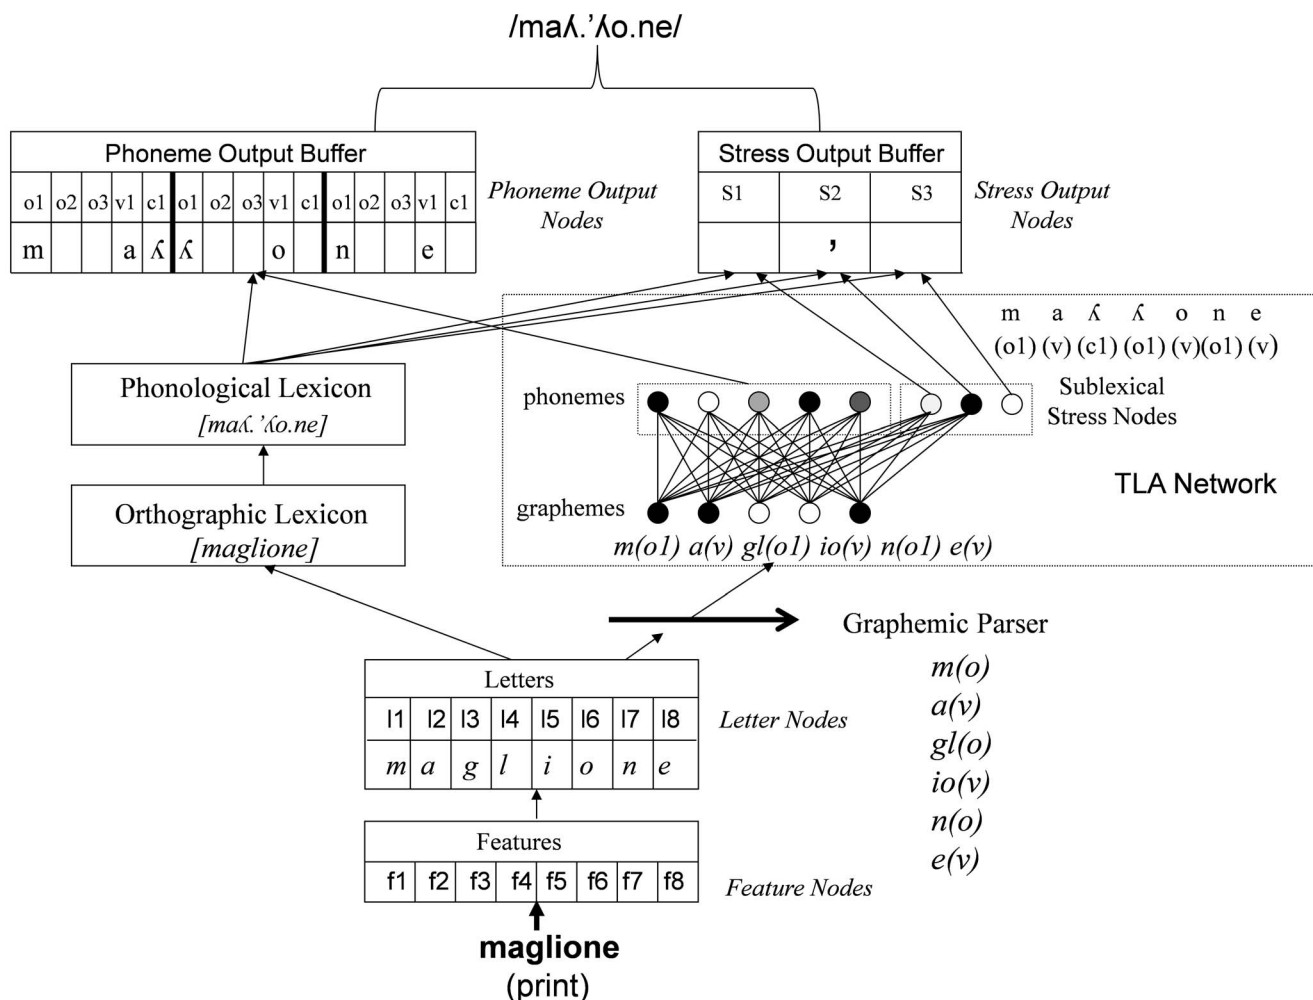 /maʎ.’ʎo.ne/
Phoneme Output Buffer
o1 o2 o3 v1 c1 o1 o2 o3 v1 c1 o1 o2 o3 v1 c1
m a ʎ ʎ o n e
Phoneme Output
Nodes
Stress Output Buffer
S1 S2 S3
’
Stress Output
Nodes
m a ʎ ʎ o n e
(o1) (v) (c1) (o1) (v)(o1) (v)
Phonological Lexicon
[maʎ.’ʎo.ne]
phonemes
Sublexical
Stress Nodes
TLA Network
Orthographic Lexicon
[maglione]
graphemes
m(o1) a(v) gl(o1) io(v) n(o1) e(v)
Graphemic Parser
m(o)
a(v)
gl(o)
io(v)
n(o)
e(v)
Letters
l1 l2 l3 l4 l5 l6 l7 l8
m a g l i o n e
Letter Nodes
Features
f1 f2 f3 f4 f5 f6 f7 f8
Feature Nodes
maglione
(print)